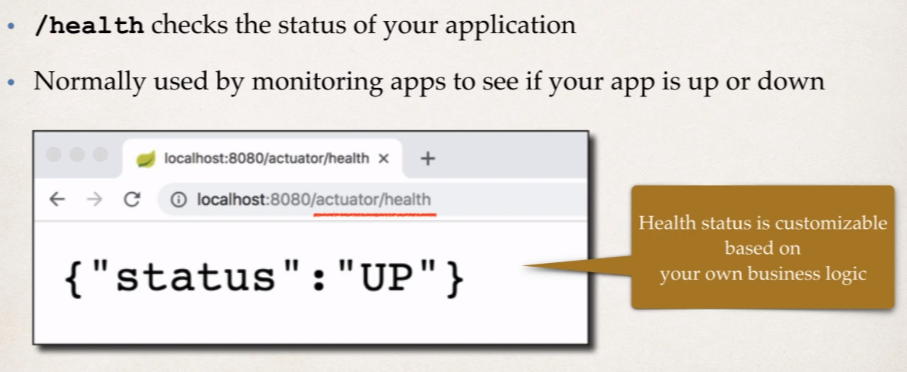 • /health checks the status of your application
• Normally used by monitoring apps to see if your app is up or down
localhost:8080/actuator/health × +
localhost:8080/actuator/health
{"status":"UP"}
Health status is customizable
based on
your own business logic